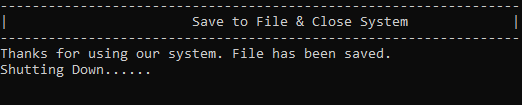 Save to File & Close System
Thanks for using our system. File has been saved.
Shutting Down......